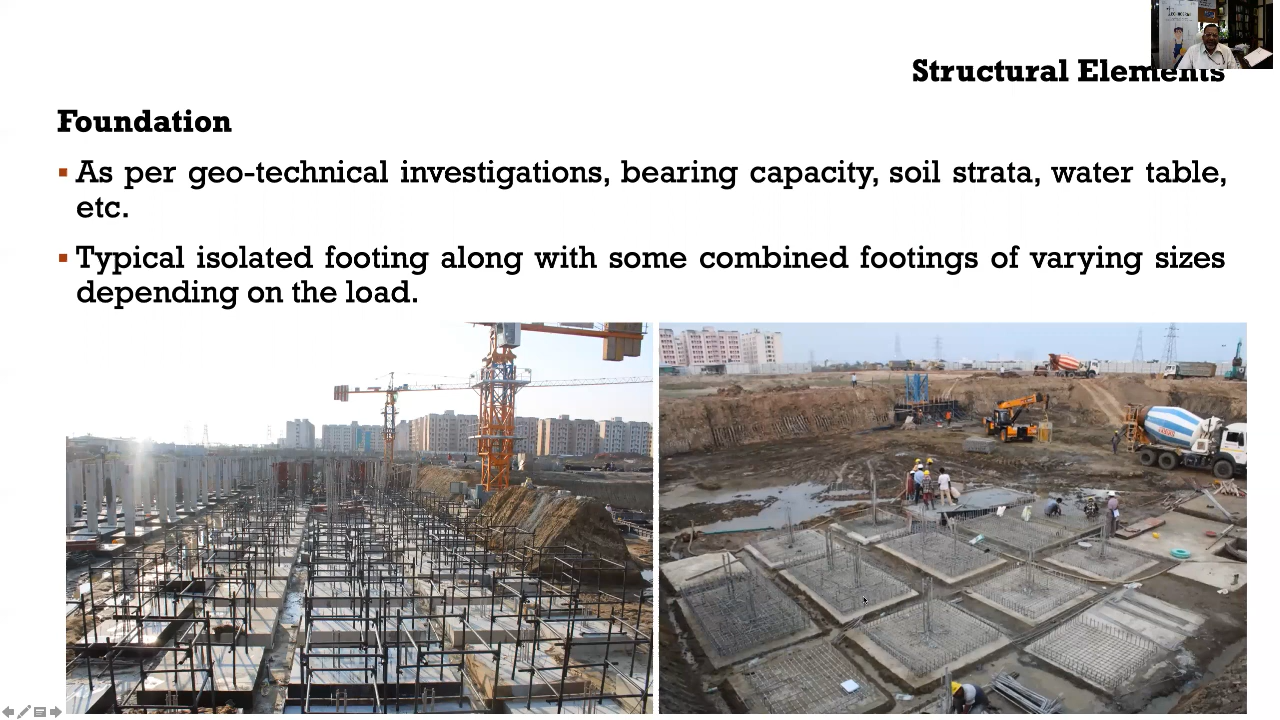 Structural Elements
Foundation
▪ As per geo-technical investigations, bearing capacity, soil strata, water table,
etc.
▪ Typical isolated footing along with some combined footings of varying sizes
depending on the load.